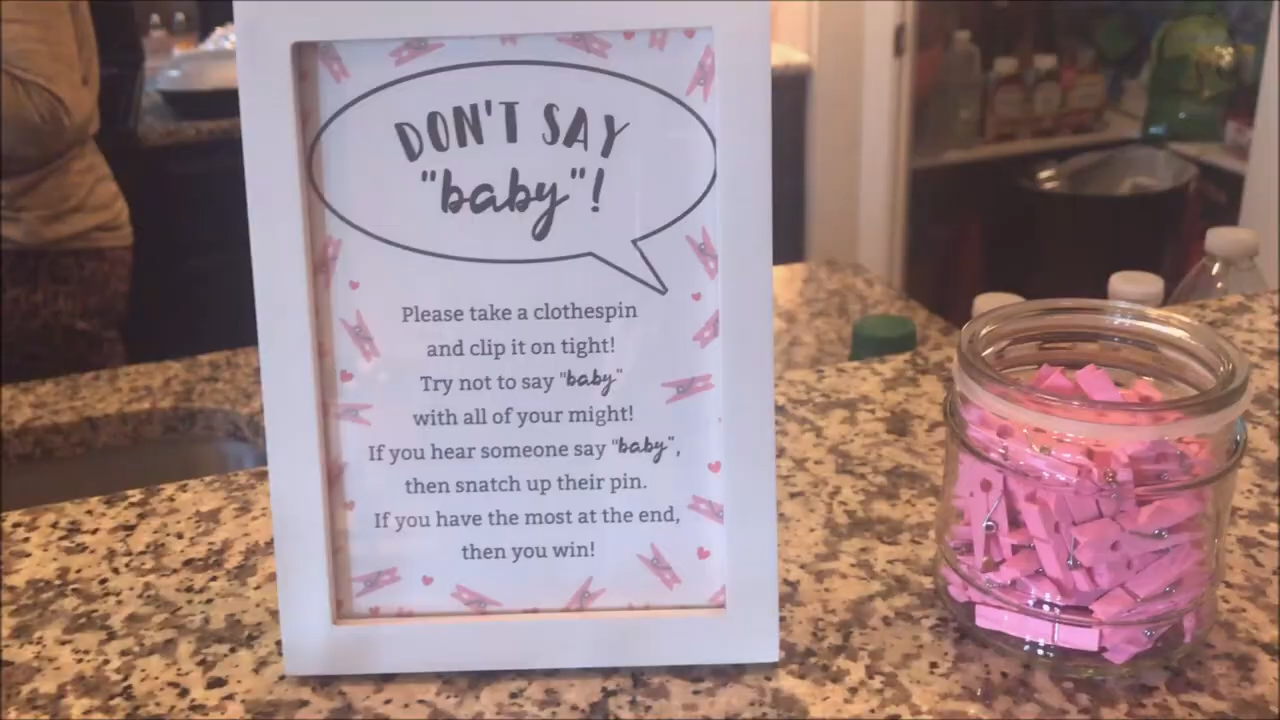 DON'T SAY
"baby"!
Please take a clothespin
and clip it on tight!
Try not to say "baby"
with all of your might!
If you hear someone say "baby",
then snatch up their pin.
If you have the most at the end,
then you win!